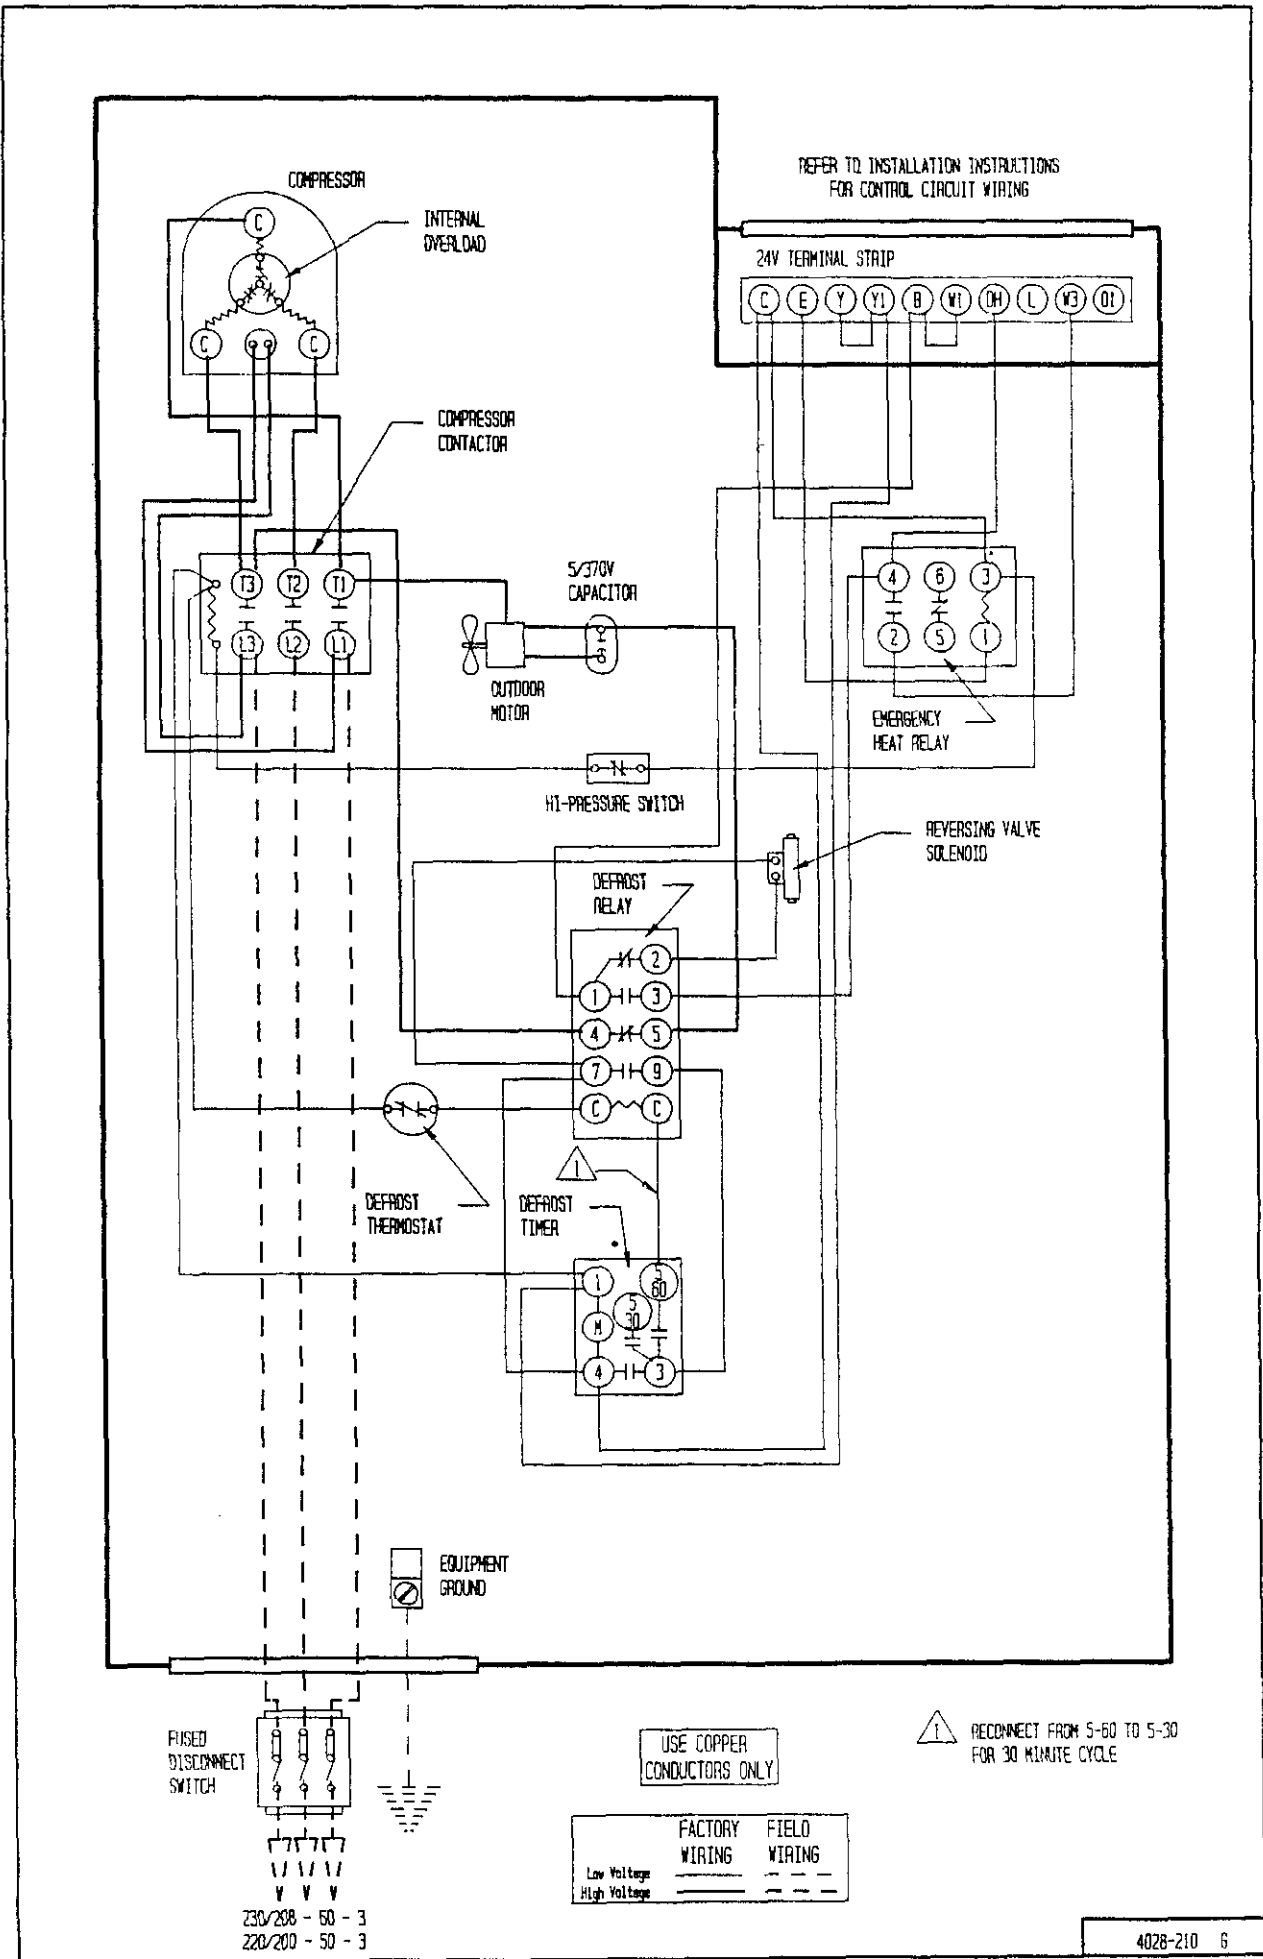 COMPRESSOR
C
INTERNAL
OVERLOAD
C
C
REFER TO INSTALLATION INSTRUCTIONS
FOR CONTROL CIRCUIT WIRING
24V TERMINAL STRIP
C E Y Y1 B W1 OH L W3 O1
COMPRESSOR
CONTACTOR
T3 T2 T1
L3 L2 L1
5/370V
CAPACITOR
OUTDOOR
MOTOR
4 6 3
2 5 1
EMERGENCY
HEAT RELAY
HI-PRESSURE SWITCH
REVERSING VALVE
SOLENOID
DEFROST
RELAY
2
1 3
4 5
7 9
C C
1
DEFROST
THERMOSTAT
DEFROST
TIMER
1
5
60
5
30
M
4 3
EQUIPMENT
GROUND
FUSED
DISCONNECT
SWITCH
230/208 - 60 - 3
220/200 - 50 - 3
USE COPPER
CONDUCTORS ONLY
1 RECONNECT FROM 5-60 TO 5-30
FOR 30 MINUTE CYCLE
FACTORY FIELD
WIRING WIRING
Low Voltage
High Voltage
4028-210 G